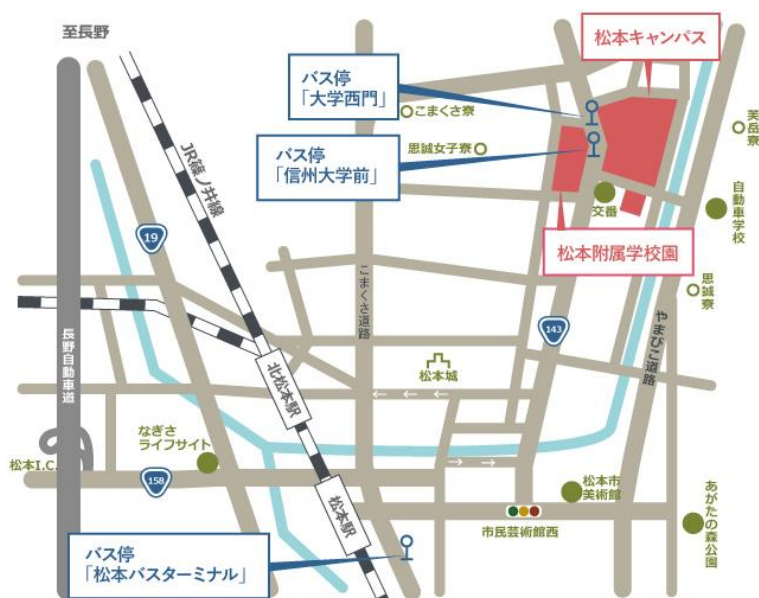 至長野
松本キャンパス
バス停
「大学西門」
こまくさ寮
思誠女子寮
バス停
「信州大学前」
芙岳寮
自動車学校
交番
松本附属学校園
JR篠ノ井線
19
こまくさ道路
思誠寮
143
やまびこ道路
長野自動車道
松本城
北松本駅
なぎさ
ライフサイト
松本I.C.
158
松本駅
松本市
美術館
市民芸術館西
あがたの森公園
バス停
「松本バスターミナル」